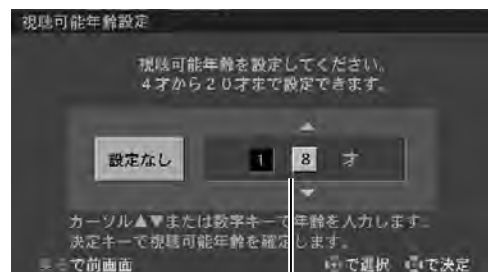 視聴可能年齢設定
視聴可能年齢を設定してください。
4才から20才まで設定できます。
設定なし
1 8 才
カーソル▲▼または数字キーで年齢を入力します。
決定キーで視聴可能年齢を確定します。
で前画面 で選択 で決定